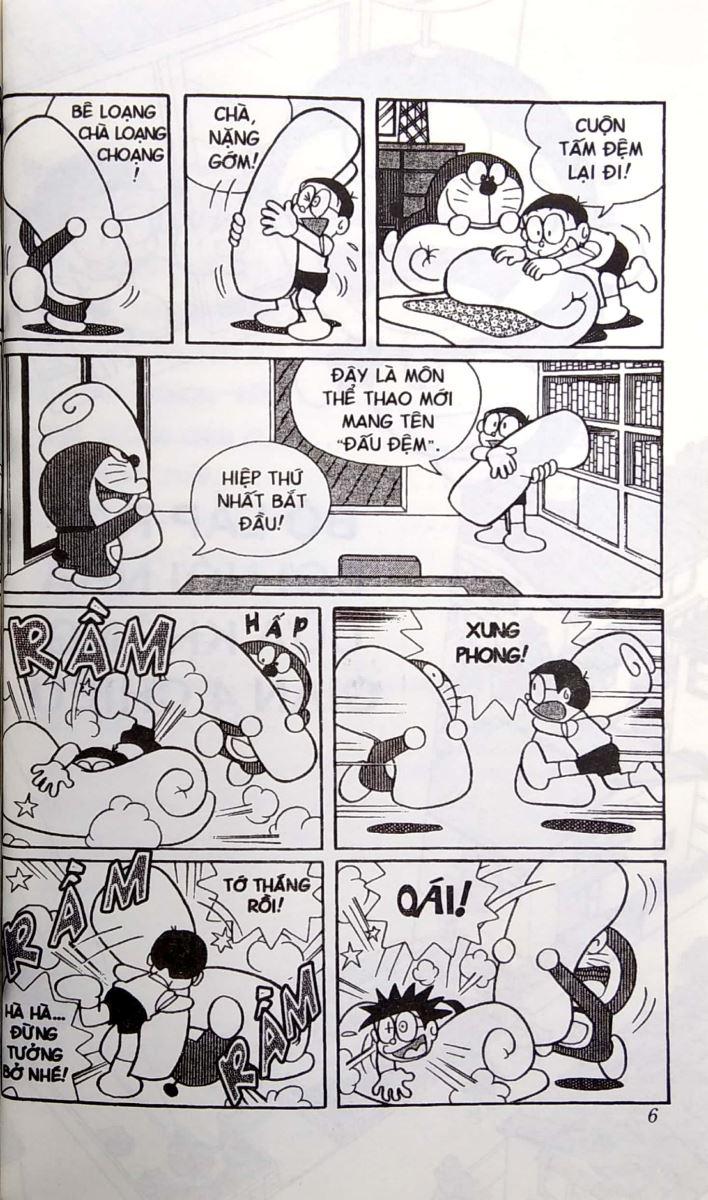 CUỘN
TẤM ĐỆM
LẠI ĐI!
CHÀ,
NẶNG
GỚM!
BÊ LOẠNG
CHÀ LOẠNG
CHOẠNG
!
ĐÂY LÀ MÔN
THỂ THAO MỚI
MANG TÊN
"ĐẤU ĐỆM".
HIỆP THỨ
NHẤT BẮT
ĐẦU!
XUNG
PHONG!
HẤP
RẦM
OÁI!
TỚ THẮNG
RỒI!
RẦM
RẦM
HÀ HÀ...
ĐỪNG
TƯỞNG
BỞ NHÉ!
6